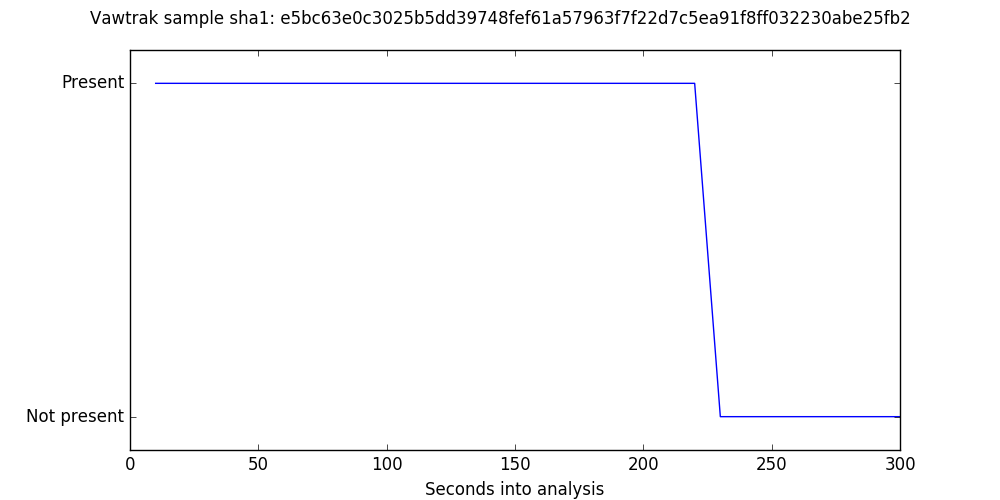 Vawtrak sample sha1: e5bc63e0c3025b5dd39748fef61a57963f7f22d7c5ea91f8ff032230abe25fb2
Present
Not present
0 50 100 150 200 250 300
Seconds into analysis